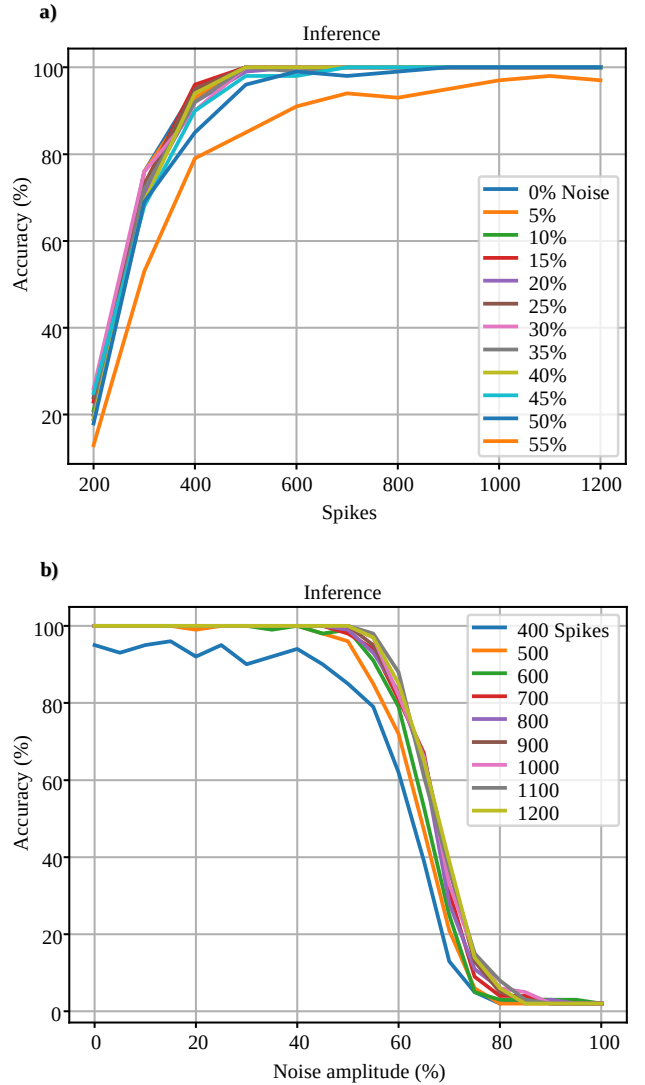 a)
Inference
Accuracy (%)
100
80
60
40
20
0% Noise
5%
10%
15%
20%
25%
30%
35%
40%
45%
50%
55%
200 400 600 800 1000 1200
Spikes
b)
Inference
Accuracy (%)
100
80
60
40
20
0
400 Spikes
500
600
700
800
900
1000
1100
1200
0 20 40 60 80 100
Noise amplitude (%)